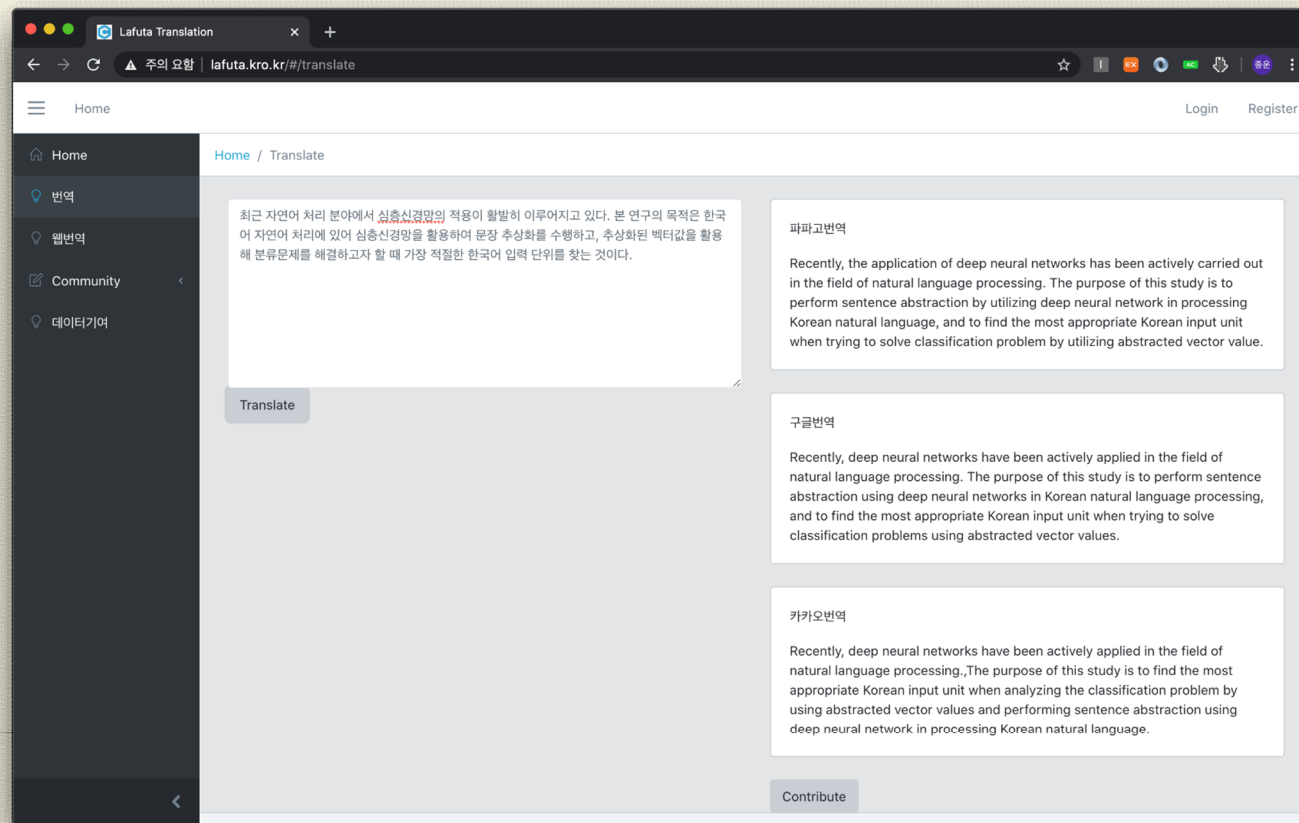 Lafuta Translation
주의 요함 | lafuta.kro.kr/#/translate
EX
AC
종운
Home
Login
Register
Home
번역
웹번역
Community
데이터기여
Home / Translate
최근 자연어 처리 분야에서 심층신경망의 적용이 활발히 이루어지고 있다. 본 연구의 목적은 한국
어 자연어 처리에 있어 심층신경망을 활용하여 문장 추상화를 수행하고, 추상화된 벡터값을 활용
해 분류문제를 해결하고자 할 때 가장 적절한 한국어 입력 단위를 찾는 것이다.
Translate
파파고번역
Recently, the application of deep neural networks has been actively carried out
in the field of natural language processing. The purpose of this study is to
perform sentence abstraction by utilizing deep neural network in processing
Korean natural language, and to find the most appropriate Korean input unit
when trying to solve classification problem by utilizing abstracted vector value.
구글번역
Recently, deep neural networks have been actively applied in the field of
natural language processing. The purpose of this study is to perform sentence
abstraction using deep neural networks in Korean natural language processing,
and to find the most appropriate Korean input unit when trying to solve
classification problems using abstracted vector values.
카카오번역
Recently, deep neural networks have been actively applied in the field of
natural language processing.,The purpose of this study is to find the most
appropriate Korean input unit when analyzing the classification problem by
using abstracted vector values and performing sentence abstraction using
deep neural network in processing Korean natural language.
Contribute